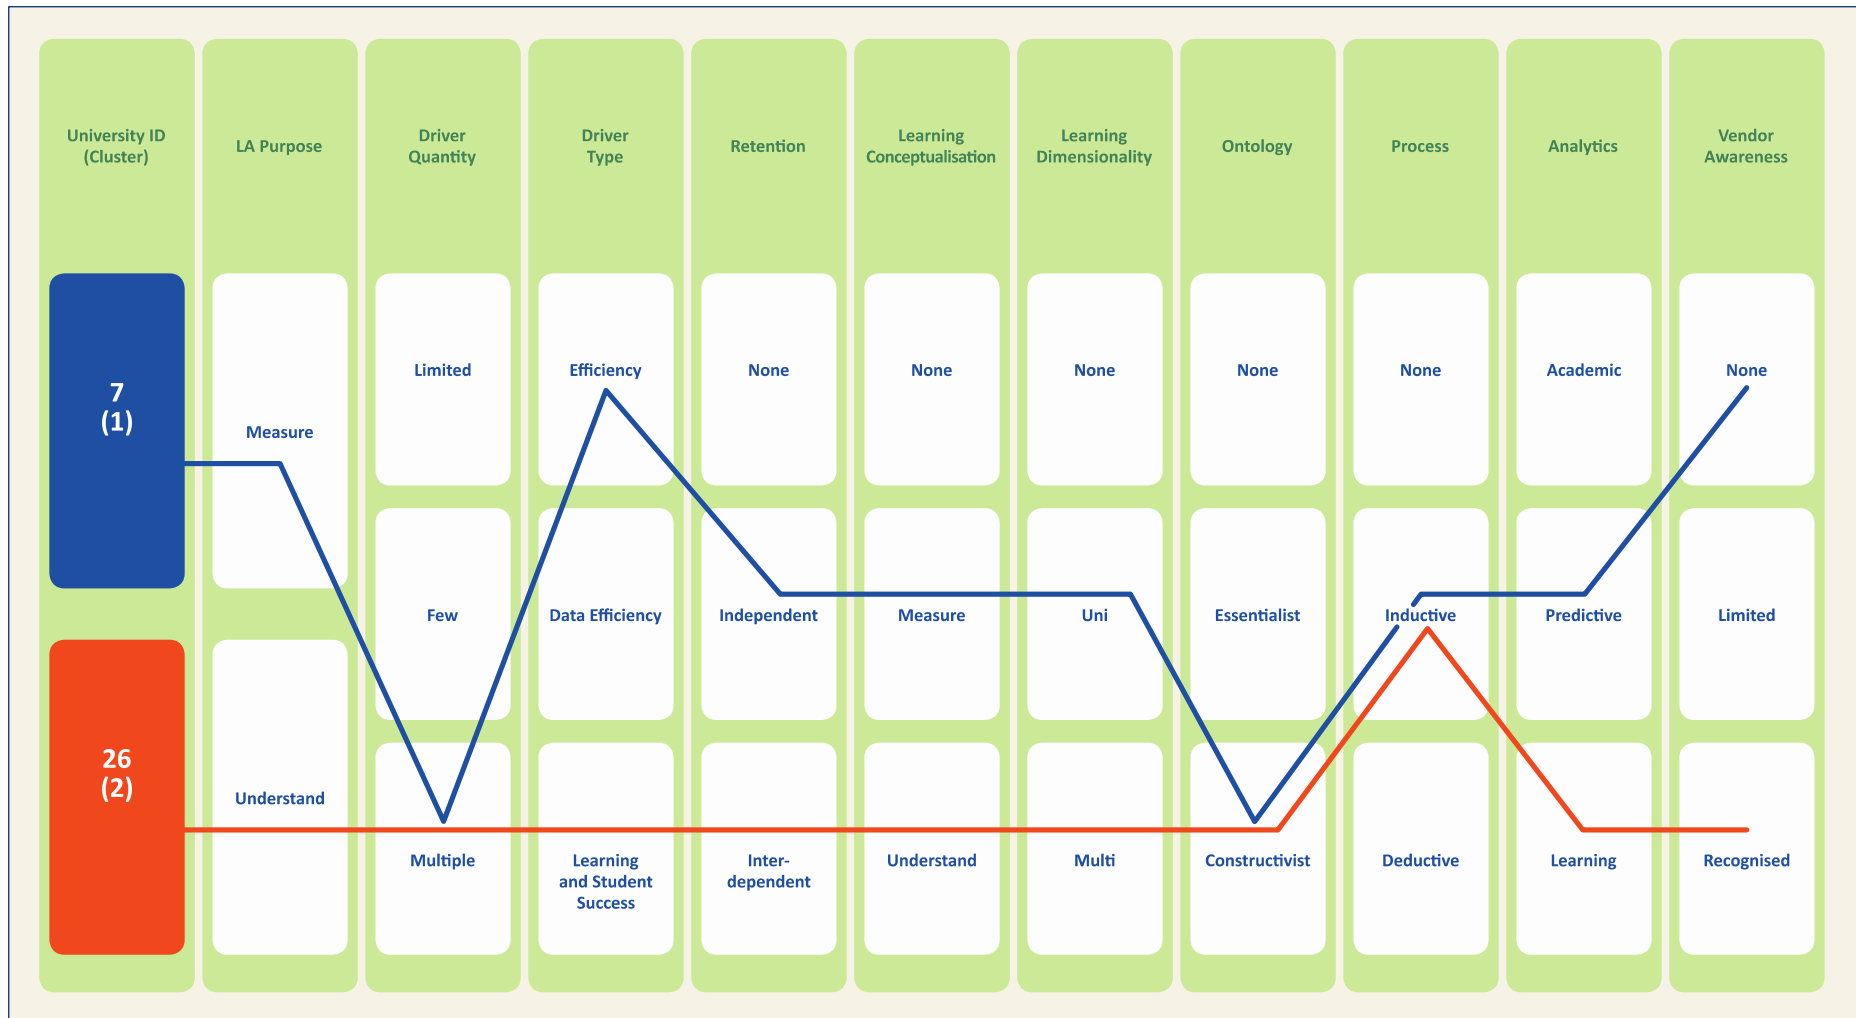 University ID
(Cluster)
LA Purpose
Driver
Quantity
Driver
Type
Retention
Learning
Conceptualisation
Learning
Dimensionality
Ontology
Process
Analytics
Vendor
Awareness
7
(1)
Measure
Limited
Efficiency
None
None
None
None
None
Academic
None
Few
Data Efficiency
Independent
Measure
Uni
Essentialist
Inductive
Predictive
Limited
26
(2)
Understand
Multiple
Learning
and Student
Success
Inter-
dependent
Understand
Multi
Constructivist
Deductive
Learning
Recognised